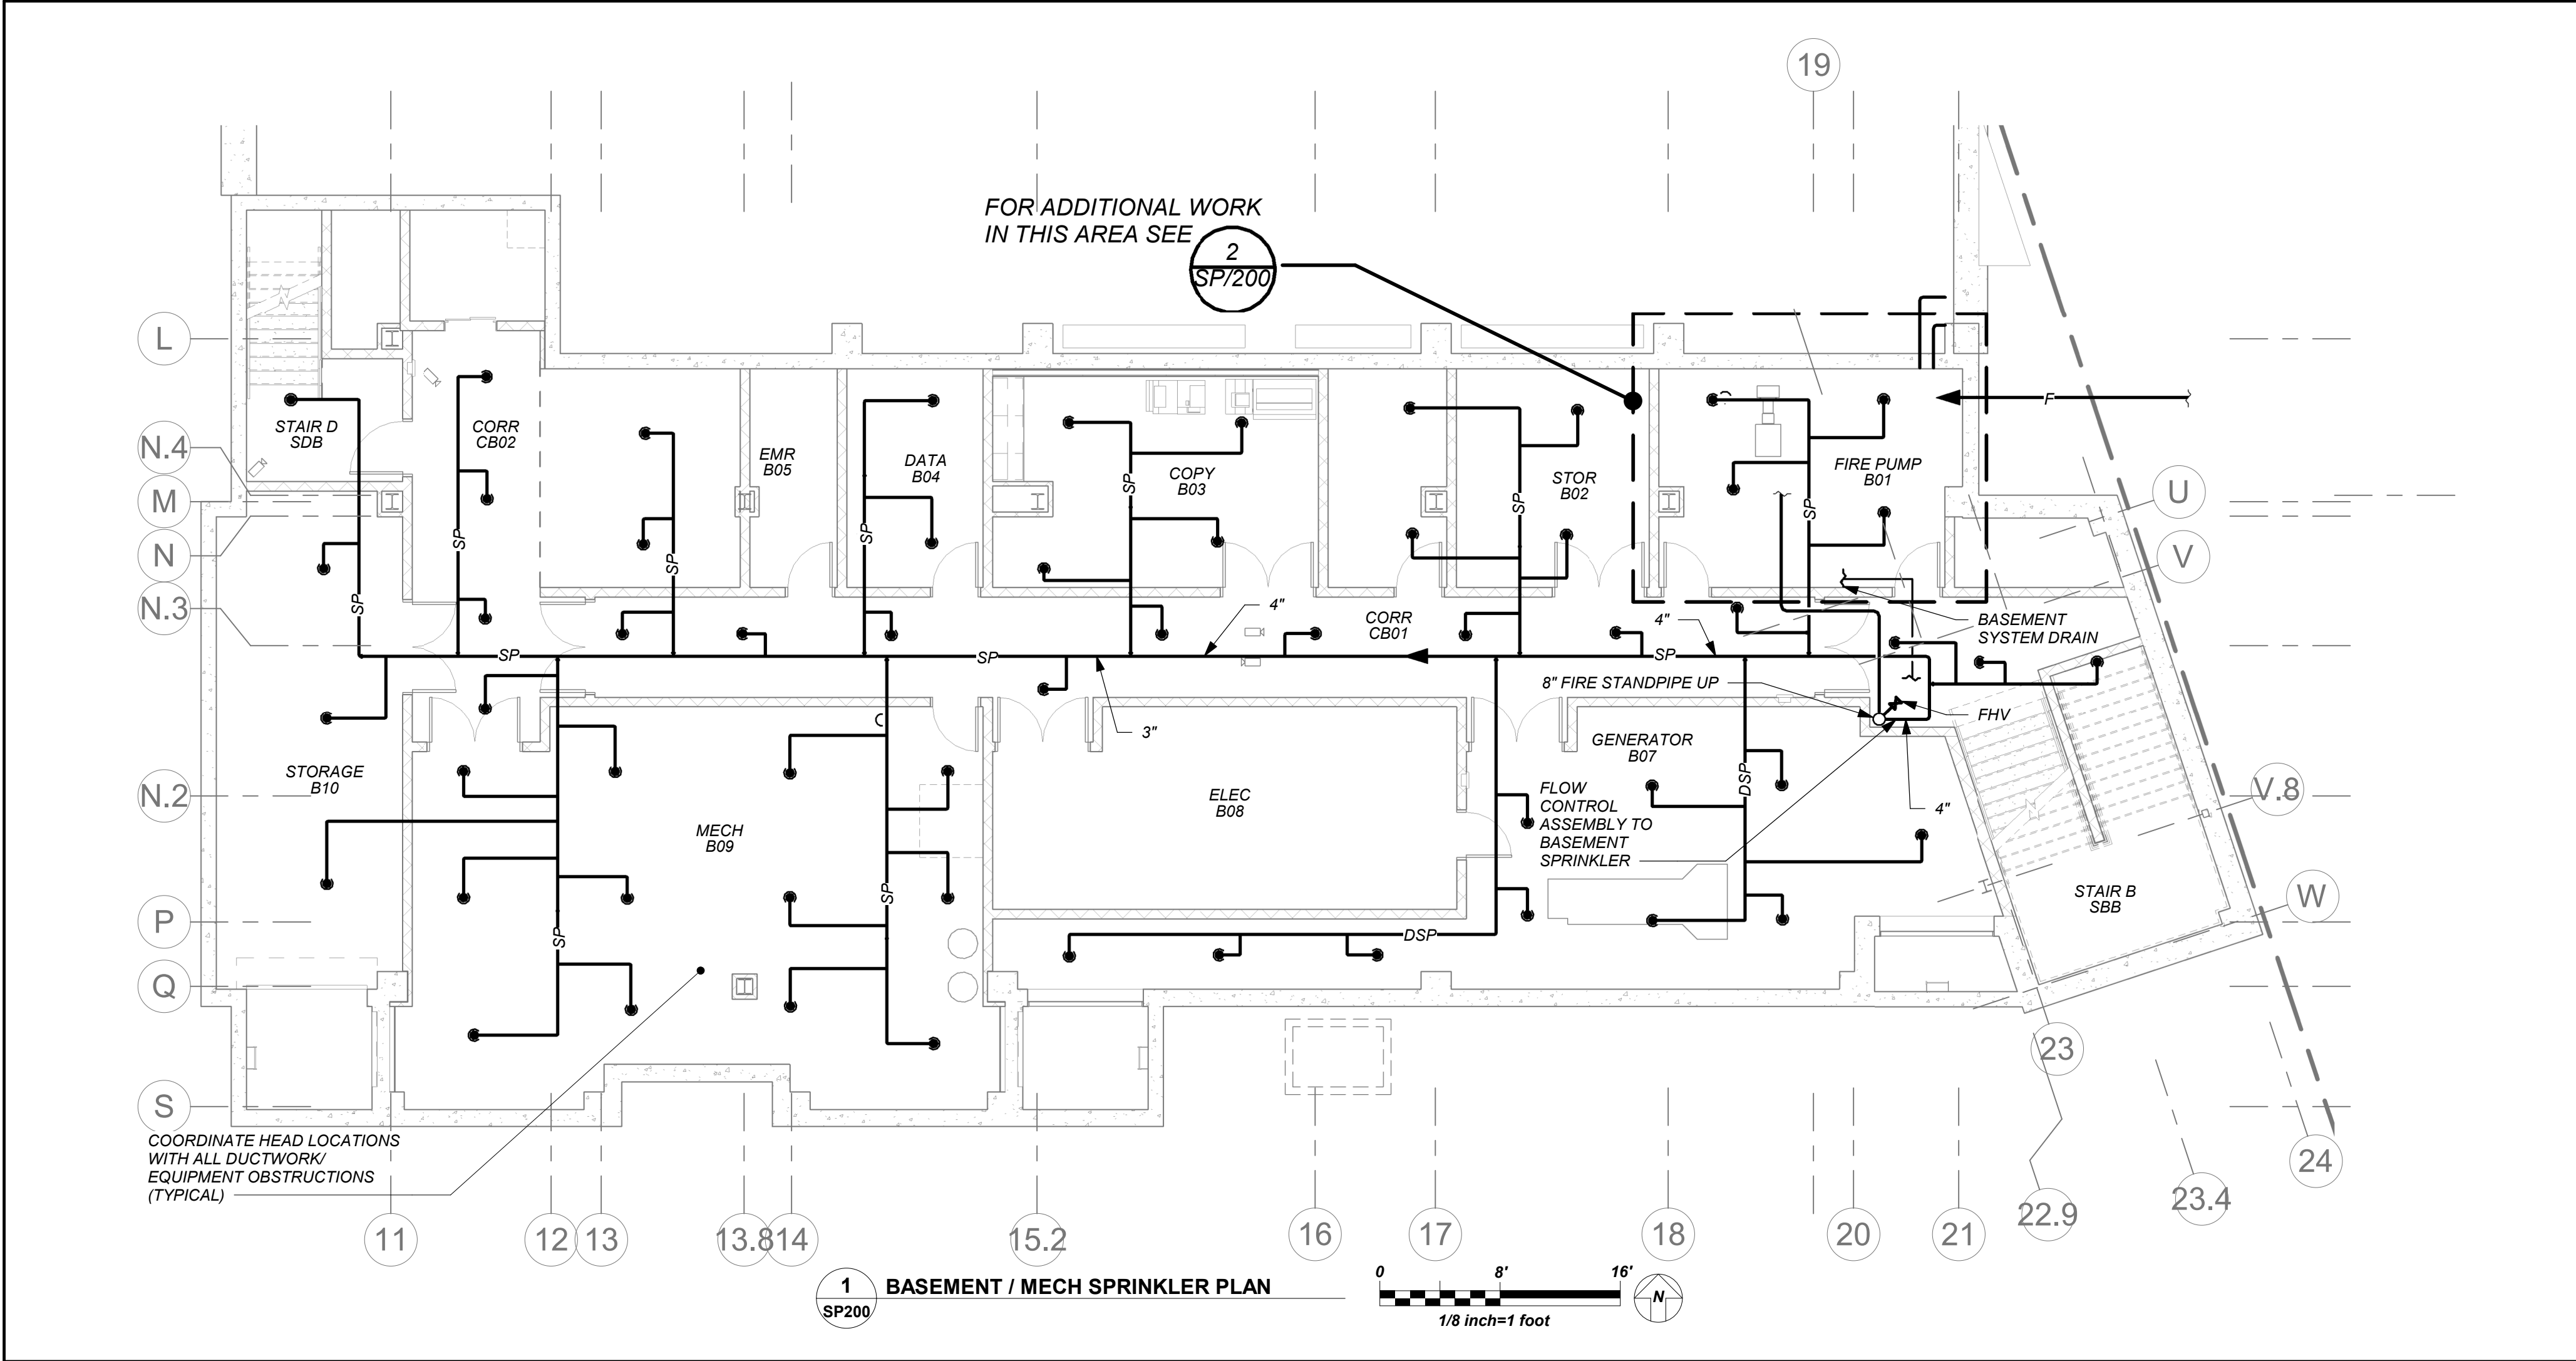 19
FOR ADDITIONAL WORK
IN THIS AREA SEE
2
SP/200
L
N.4
M
N
N.3
N.2
P
Q
S
STAIR D
SDB
CORR
CB02
EMR
B05
DATA
B04
COPY
B03
STOR
B02
FIRE PUMP
B01
F
U
V
V.8
W
SP
SP
SP
SP
SP
SP
SP
4"
CORR
CB01
4"
BASEMENT
SYSTEM DRAIN
SP
SP
SP
8" FIRE STANDPIPE UP
FHV
3"
GENERATOR
B07
STORAGE
B10
MECH
B09
ELEC
B08
DSP
FLOW
CONTROL
ASSEMBLY TO
BASEMENT
SPRINKLER
4"
STAIR B
SBB
SP
SP
DSP
COORDINATE HEAD LOCATIONS
WITH ALL DUCTWORK/
EQUIPMENT OBSTRUCTIONS
(TYPICAL)
23
24
23.4
22.9
11
12
13
13.8
14
15.2
16
17
18
20
21
1
SP200
BASEMENT / MECH SPRINKLER PLAN
0 8' 16'
1/8 inch=1 foot
N